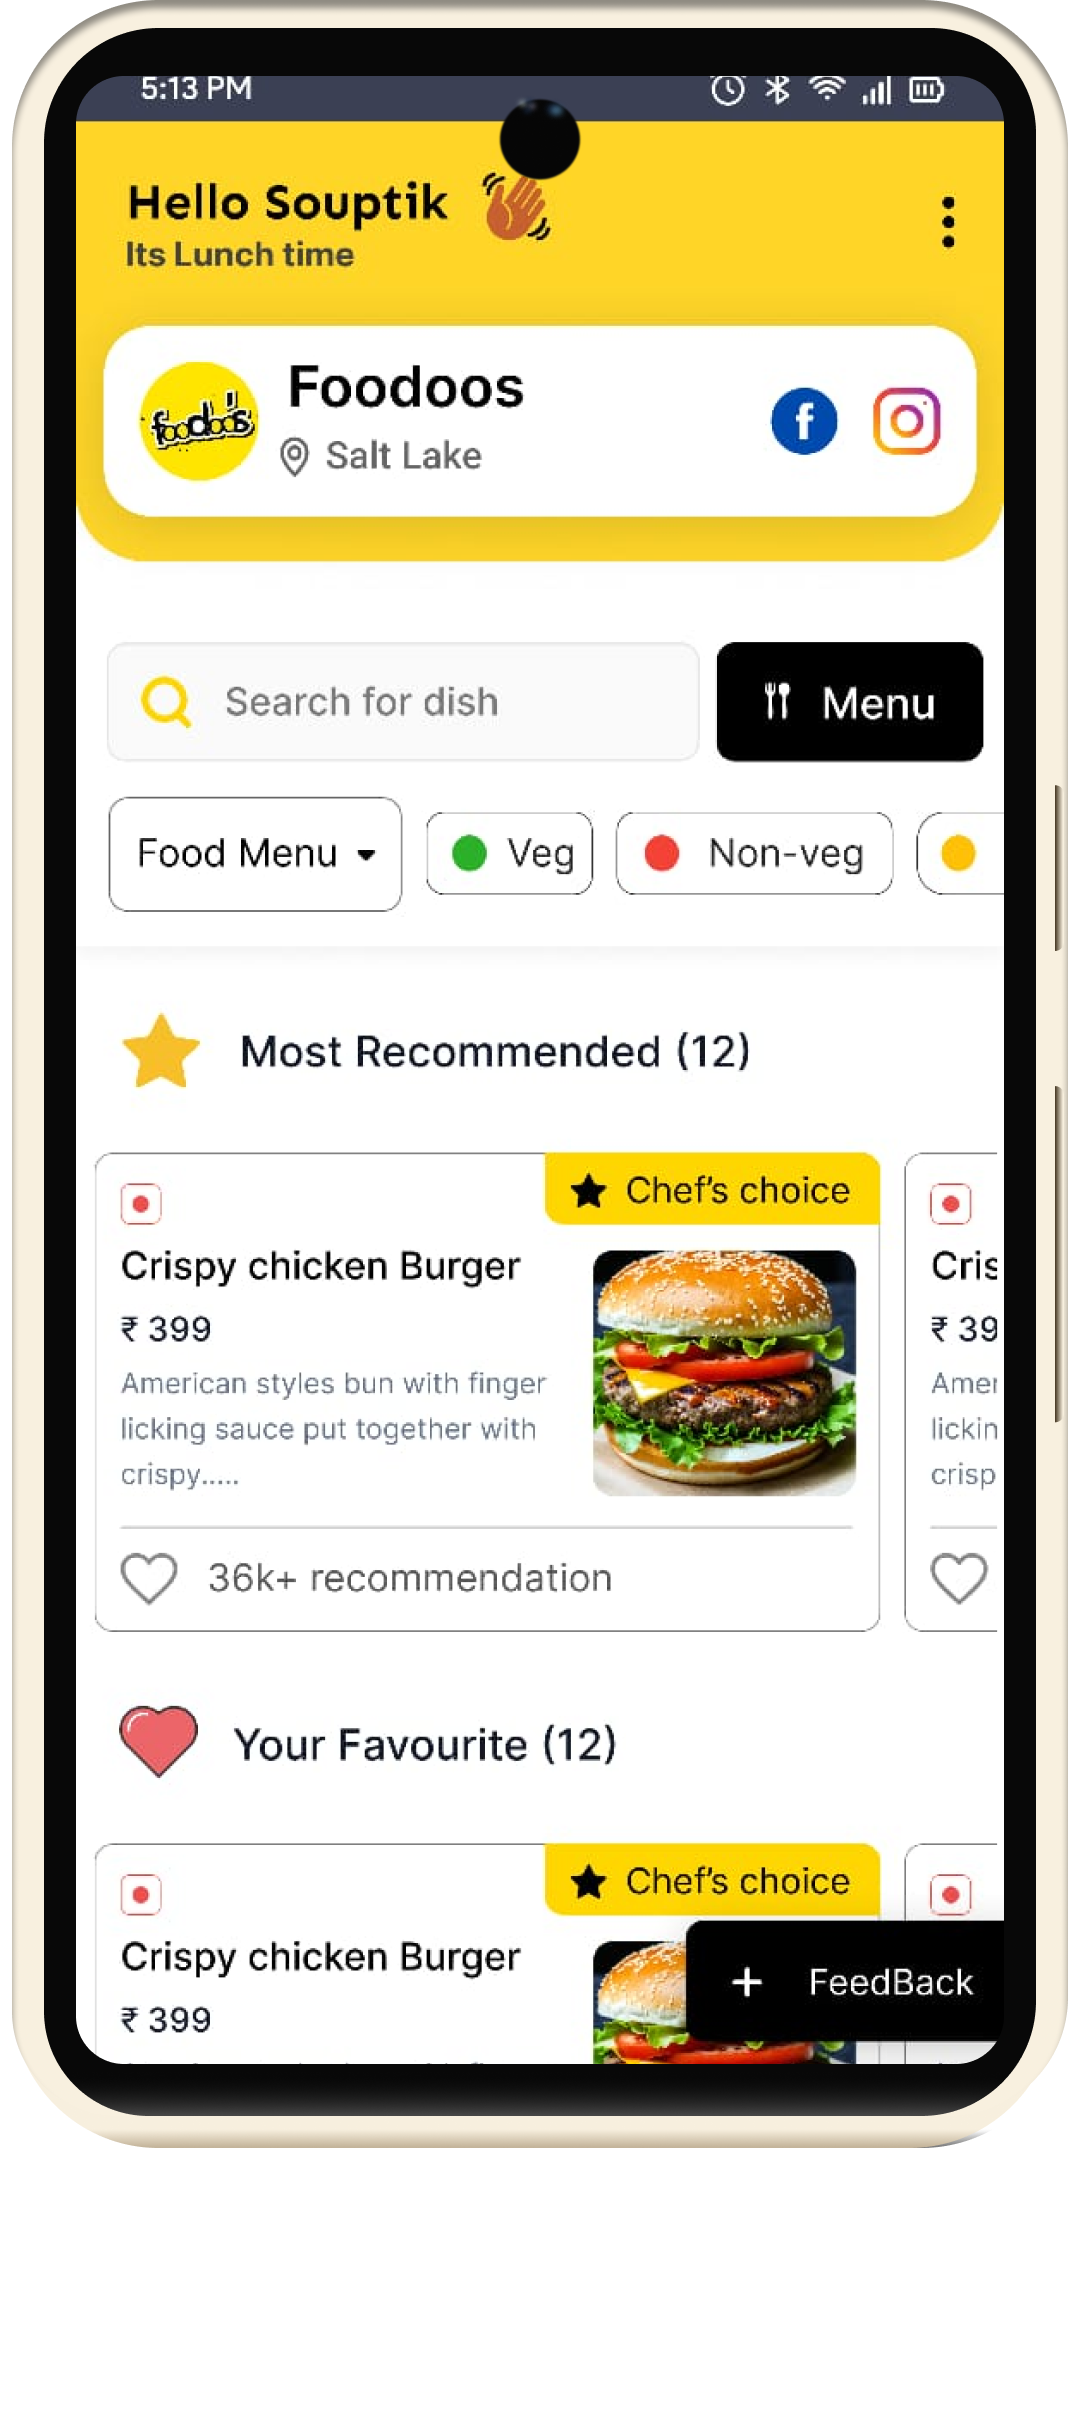 5:13 PM
Hello Souptik
Its Lunch time
foodoo's
Foodoos
Salt Lake
Search for dish
Menu
Food Menu
Veg
Non-veg
Most Recommended (12)
Chef's choice
Crispy chicken Burger
₹ 399
American styles bun with finger
licking sauce put together with
crispy.....
36k+ recommendation
Cris
₹ 39
Amer
lickin
crisp
Your Favourite (12)
Chef's choice
Crispy chicken Burger
₹ 399
FeedBack